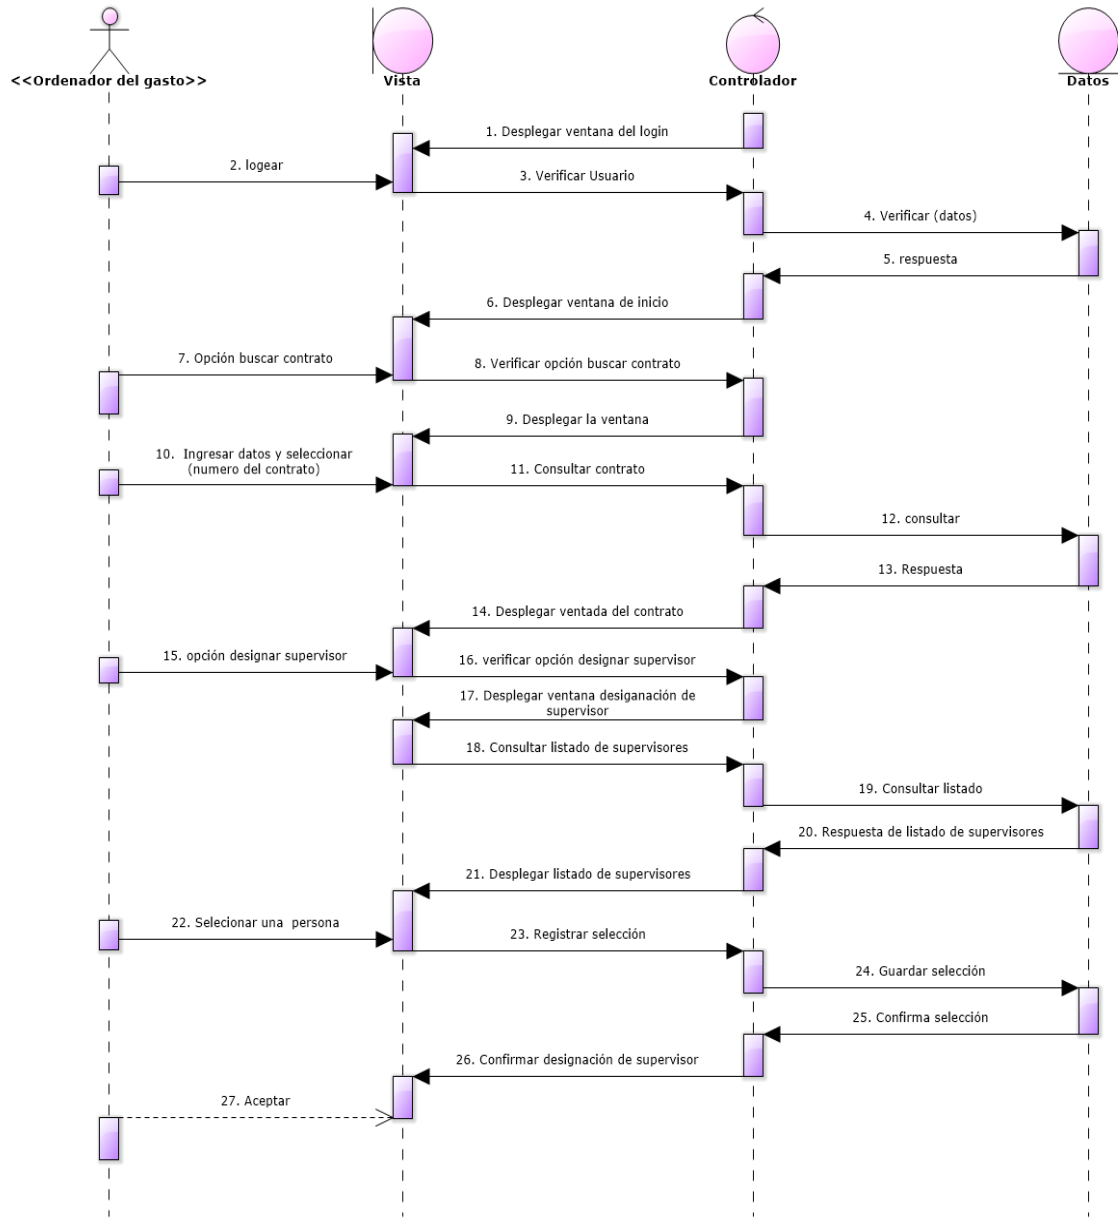 <<Ordenador del gasto>>
Vista
Controlador
Datos
1. Desplegar ventana del login
2. logear
3. Verificar Usuario
4. Verificar (datos)
5. respuesta
6. Desplegar ventana de inicio
7. Opción buscar contrato
8. Verificar opción buscar contrato
9. Desplegar la ventana
10. Ingresar datos y seleccionar
(numero del contrato)
11. Consultar contrato
12. consultar
13. Respuesta
14. Desplegar ventada del contrato
15. opción designar supervisor
16. verificar opción designar supervisor
17. Desplegar ventana desiganación de
supervisor
18. Consultar listado de supervisores
19. Consultar listado
20. Respuesta de listado de supervisores
21. Desplegar listado de supervisores
22. Selecionar una persona
23. Registrar selección
24. Guardar selección
25. Confirma selección
26. Confirmar designación de supervisor
27. Aceptar